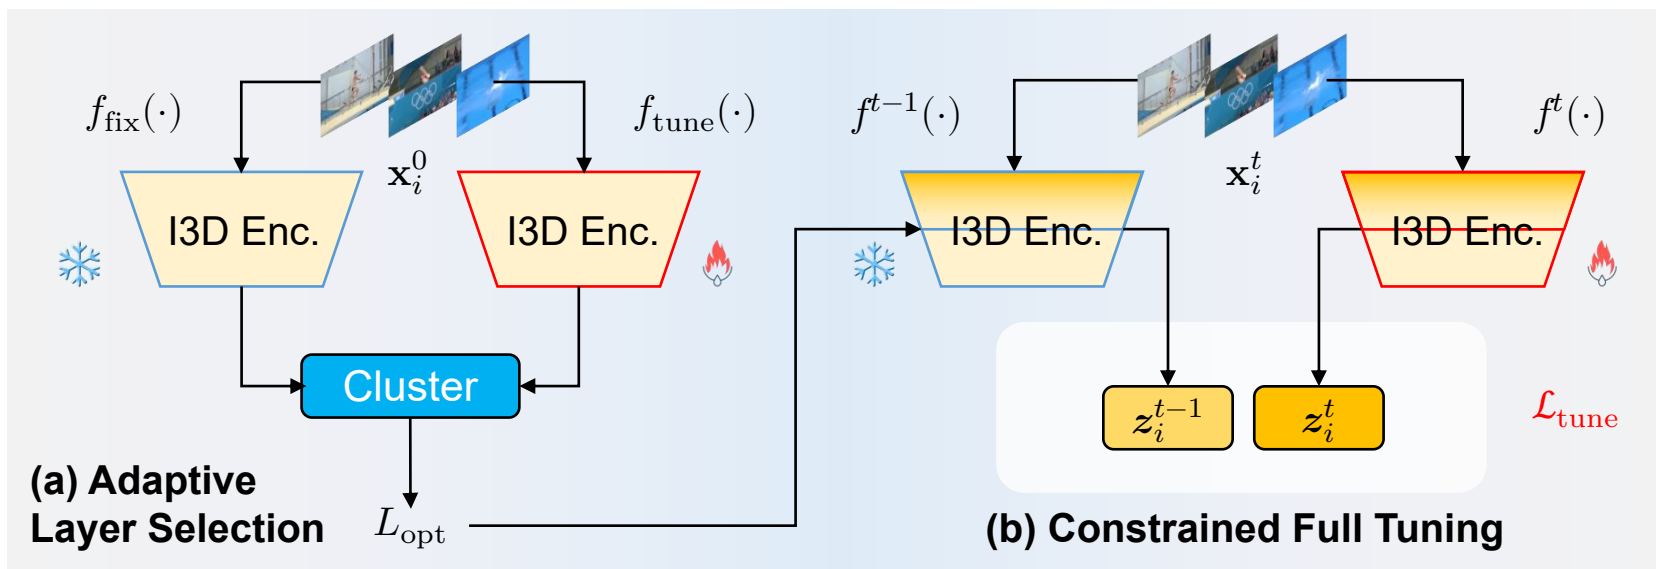 f_fix(·)
f_tune(·)
x_i^0
I3D Enc.
I3D Enc.
Cluster
L_opt
(a) Adaptive
Layer Selection
f^{t−1}(·)
f^t(·)
x_i^t
I3D Enc.
I3D Enc.
z_i^{t−1}
z_i^t
ℒ_tune
(b) Constrained Full Tuning